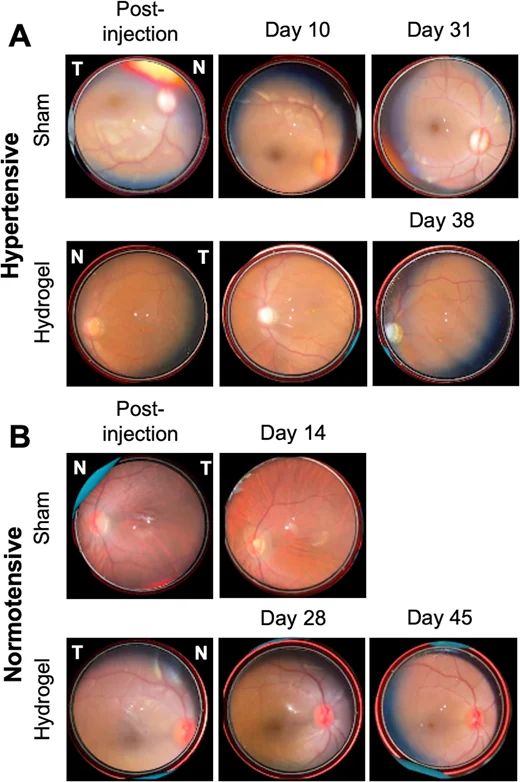 A
Post-
injection
Day 10
Day 31
Hypertensive
Sham
T
N
Day 38
Hydrogel
N
T
B
Post-
injection
Day 14
Normotensive
Sham
N
T
Day 28
Day 45
Hydrogel
T
N